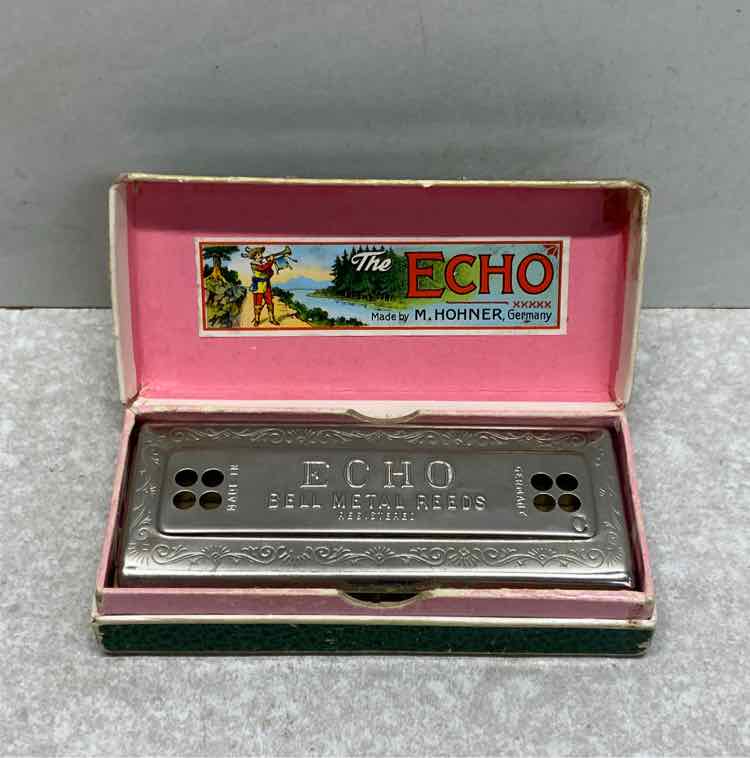 The ECHO
xxxxx
Made by M. HOHNER, Germany
ECHO
MADE IN
BELL METAL REEDS
GERMANY
REGISTERED
C